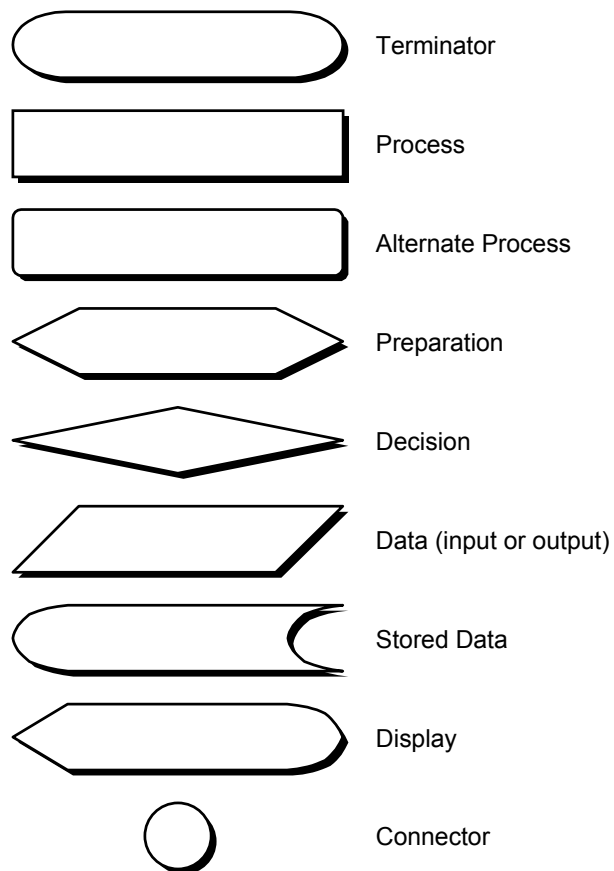 Terminator
Process
Alternate Process
Preparation
Decision
Data (input or output)
Stored Data
Display
Connector